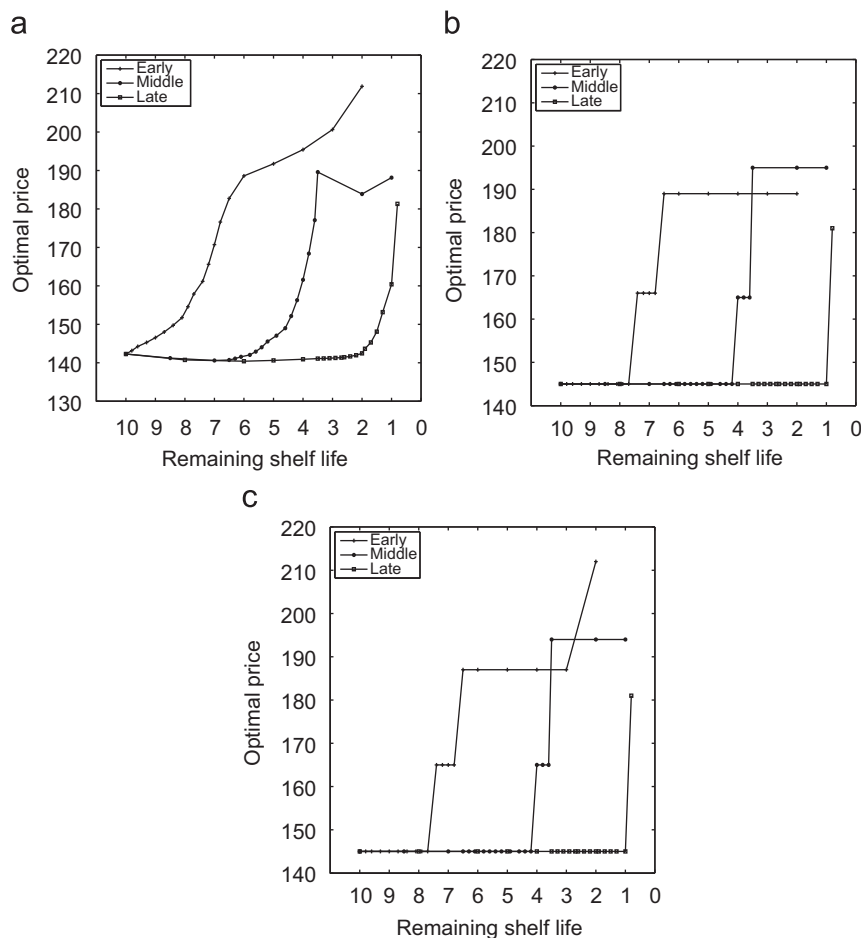 a
220
210
200
190
180
170
160
150
140
130
Early
Middle
Late
Optimal price
10 9 8 7 6 5 4 3 2 1 0
Remaining shelf life
b
220
210
200
190
180
170
160
150
140
Early
Middle
Late
Optimal price
10 9 8 7 6 5 4 3 2 1 0
Remaining shelf life
c
220
210
200
190
180
170
160
150
140
Early
Middle
Late
Optimal price
10 9 8 7 6 5 4 3 2 1 0
Remaining shelf life